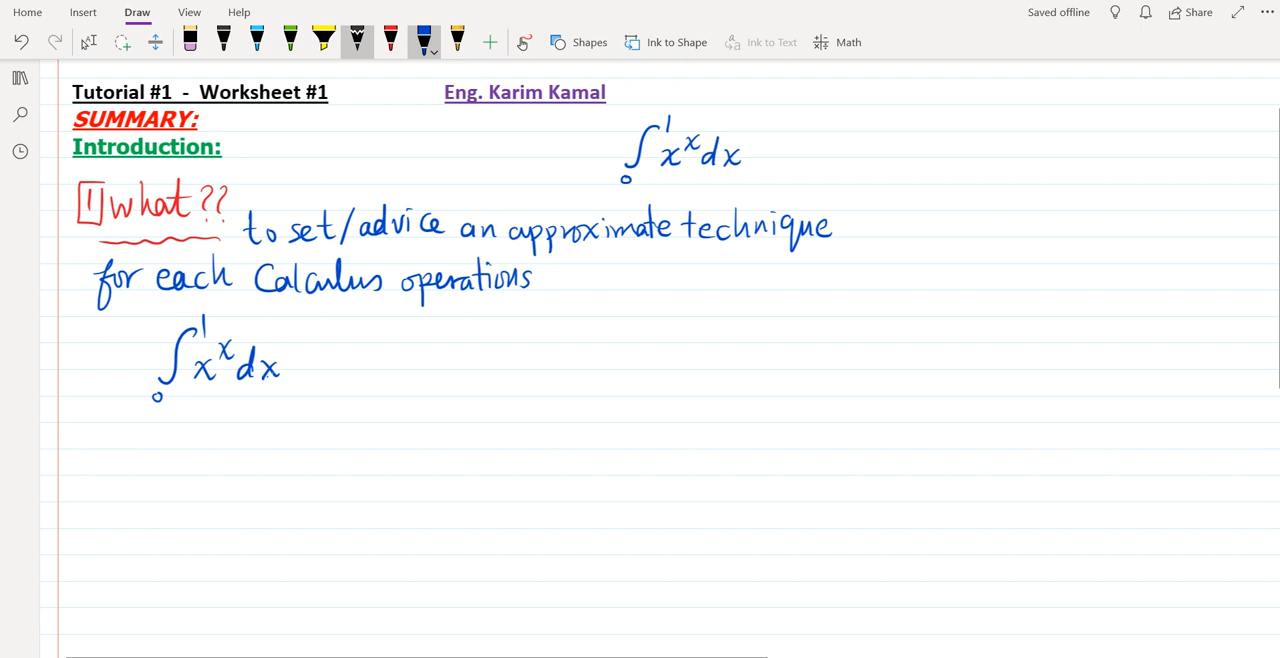 Home Insert Draw View Help Saved offline Share
Shapes Ink to Shape Ink to Text Math
Tutorial #1 - Worksheet #1 Eng. Karim Kamal
SUMMARY:
Introduction:
∫₀¹ xˣ dx
1 What ??
to set/advice an approximate technique
for each Calculus operations
∫₀¹ xˣ dx